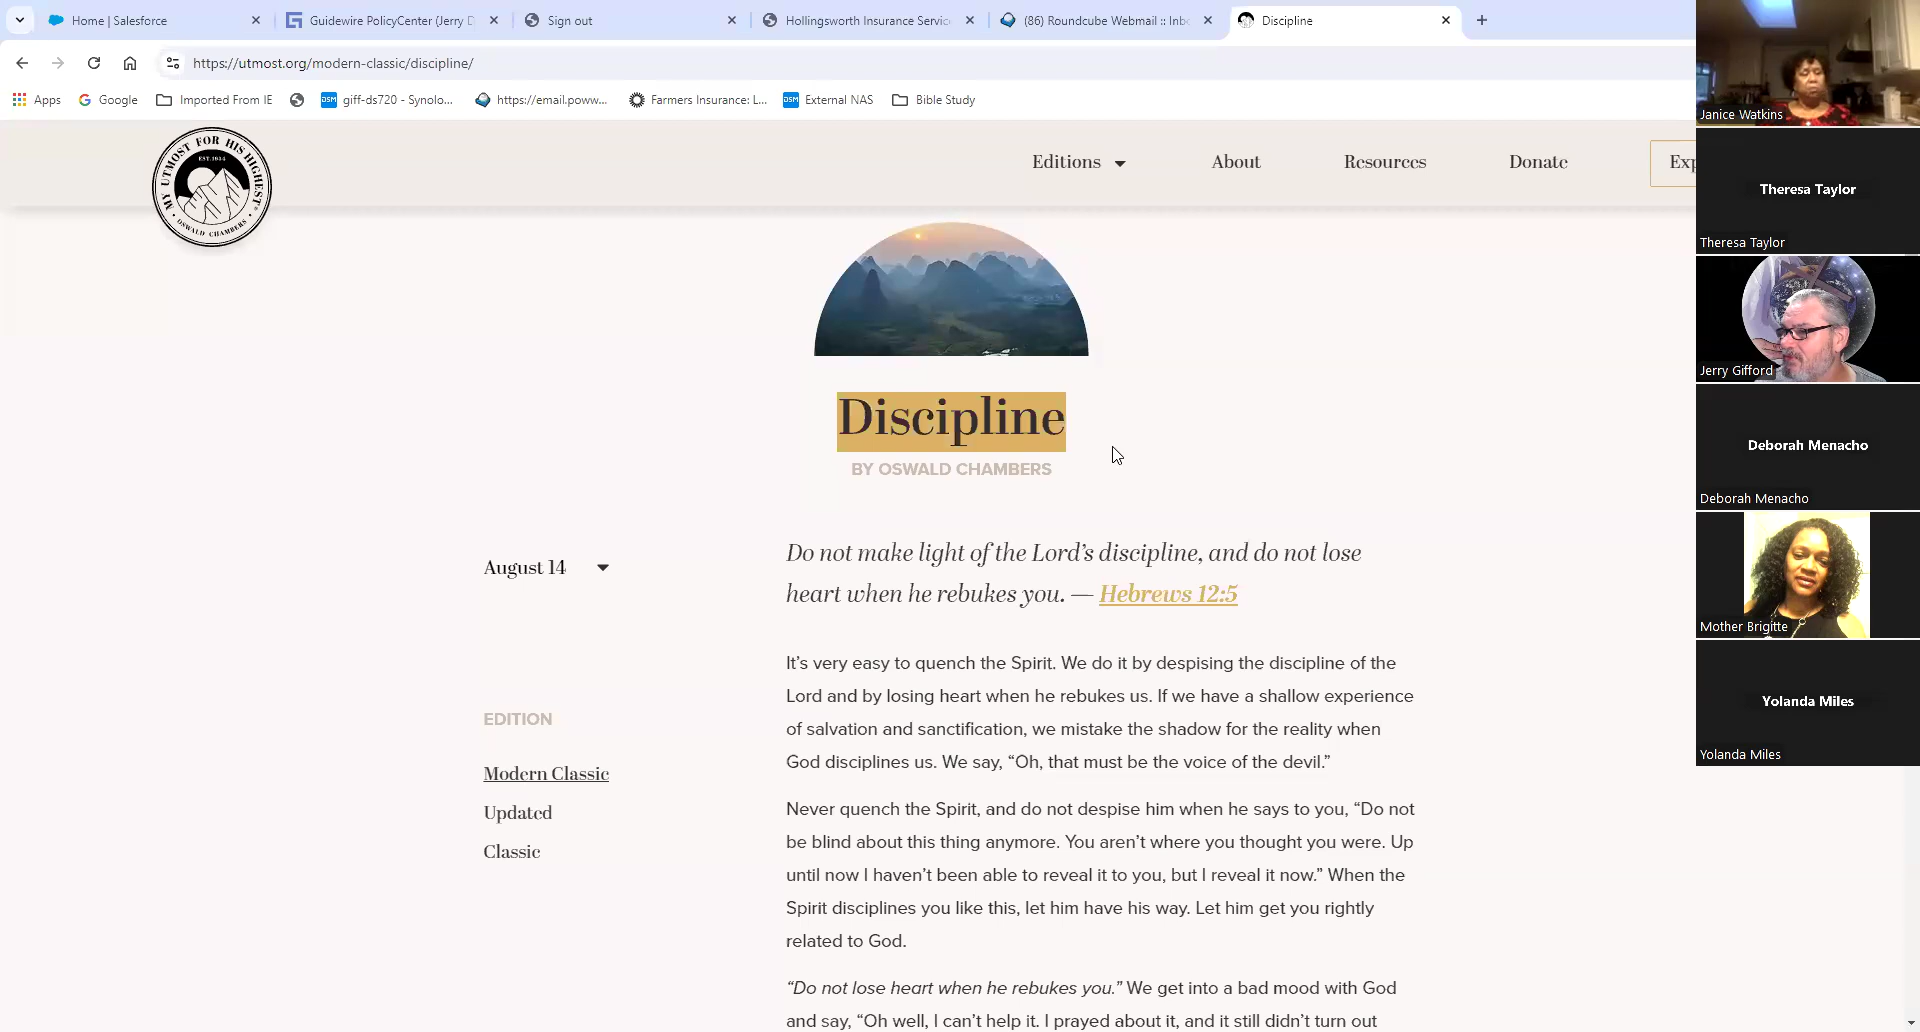 Home | Salesforce
Guidewire PolicyCenter (Jerry D
Sign out
Hollingsworth Insurance Servic
(86) Roundcube Webmail :: Inb
Discipline
https://utmost.org/modern-classic/discipline/
Apps
Google
Imported From IE
giff-ds720 - Synolo...
https://email.poww...
Farmers Insurance: L...
External NAS
Bible Study
MY UTMOST FOR HIS HIGHEST
EST. 1934
OSWALD CHAMBERS
Editions
About
Resources
Donate
Exp
Discipline
BY OSWALD CHAMBERS
August 14
Do not make light of the Lord’s discipline, and do not lose
heart when he rebukes you. — Hebrews 12:5
It’s very easy to quench the Spirit. We do it by despising the discipline of the
Lord and by losing heart when he rebukes us. If we have a shallow experience
of salvation and sanctification, we mistake the shadow for the reality when
God disciplines us. We say, “Oh, that must be the voice of the devil.”
EDITION
Modern Classic
Updated
Classic
Never quench the Spirit, and do not despise him when he says to you, “Do not
be blind about this thing anymore. You aren’t where you thought you were. Up
until now I haven’t been able to reveal it to you, but I reveal it now.” When the
Spirit disciplines you like this, let him have his way. Let him get you rightly
related to God.
“Do not lose heart when he rebukes you.” We get into a bad mood with God
and say, “Oh well, I can’t help it. I prayed about it, and it still didn’t turn out
Janice Watkins
Theresa Taylor
Theresa Taylor
Jerry Gifford
Deborah Menacho
Deborah Menacho
Mother Brigitte
Yolanda Miles
Yolanda Miles